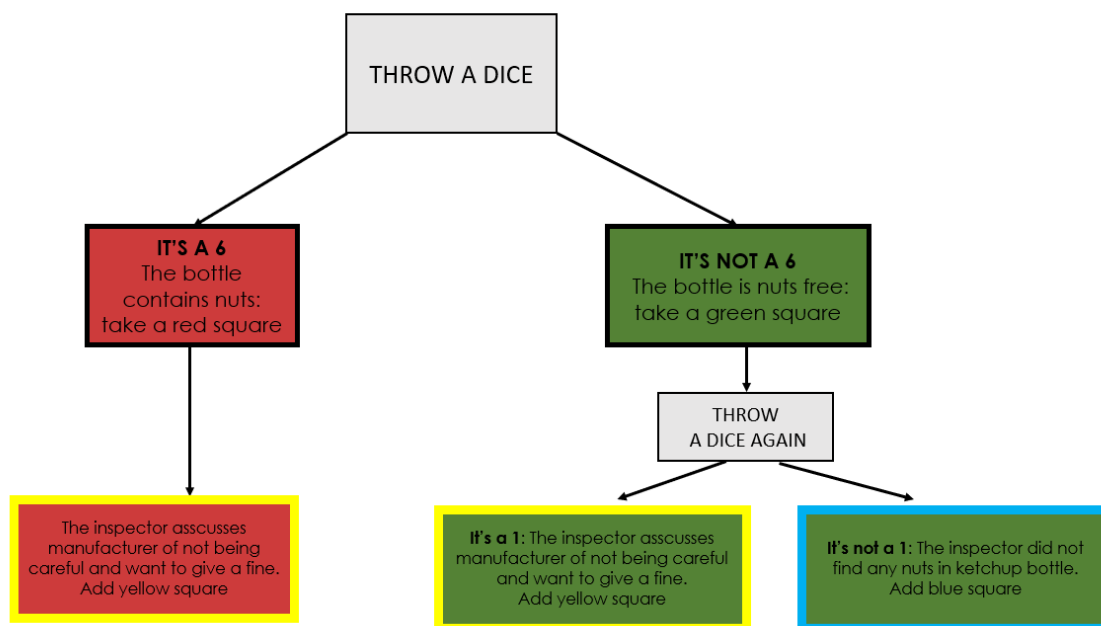 THROW A DICE
IT'S A 6
The bottle
contains nuts:
take a red square
IT'S NOT A 6
The bottle is nuts free:
take a green square
THROW
A DICE AGAIN
The inspector asscusses
manufacturer of not being
careful and want to give a fine.
Add yellow square
It's a 1: The inspector asscusses
manufacturer of not being careful
and want to give a fine.
Add yellow square
It's not a 1: The inspector did not
find any nuts in ketchup bottle.
Add blue square